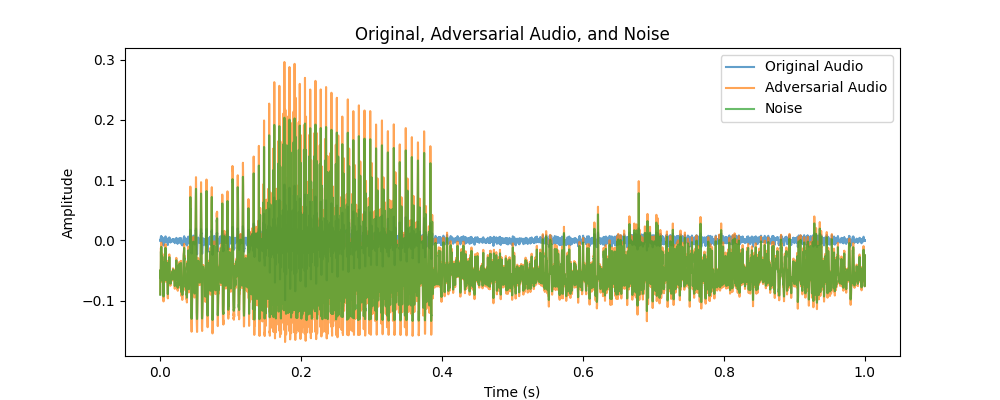 Original, Adversarial Audio, and Noise
Original Audio
Adversarial Audio
Noise
Amplitude
0.3
0.2
0.1
0.0
−0.1
0.0 0.2 0.4 0.6 0.8 1.0
Time (s)